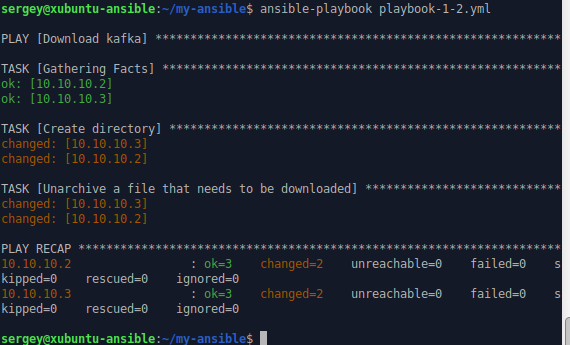 sergey@xubuntu-ansible:~/my-ansible$ ansible-playbook playbook-1-2.yml
PLAY [Download kafka] **********************************************************
TASK [Gathering Facts] *********************************************************
ok: [10.10.10.2]
ok: [10.10.10.3]
TASK [Create directory] ********************************************************
changed: [10.10.10.3]
changed: [10.10.10.2]
TASK [Unarchive a file that needs to be downloaded] ****************************
changed: [10.10.10.3]
changed: [10.10.10.2]
PLAY RECAP *********************************************************************
10.10.10.2                 : ok=3    changed=2    unreachable=0    failed=0    s
kipped=0    rescued=0    ignored=0
10.10.10.3                 : ok=3    changed=2    unreachable=0    failed=0    s
kipped=0    rescued=0    ignored=0
sergey@xubuntu-ansible:~/my-ansible$